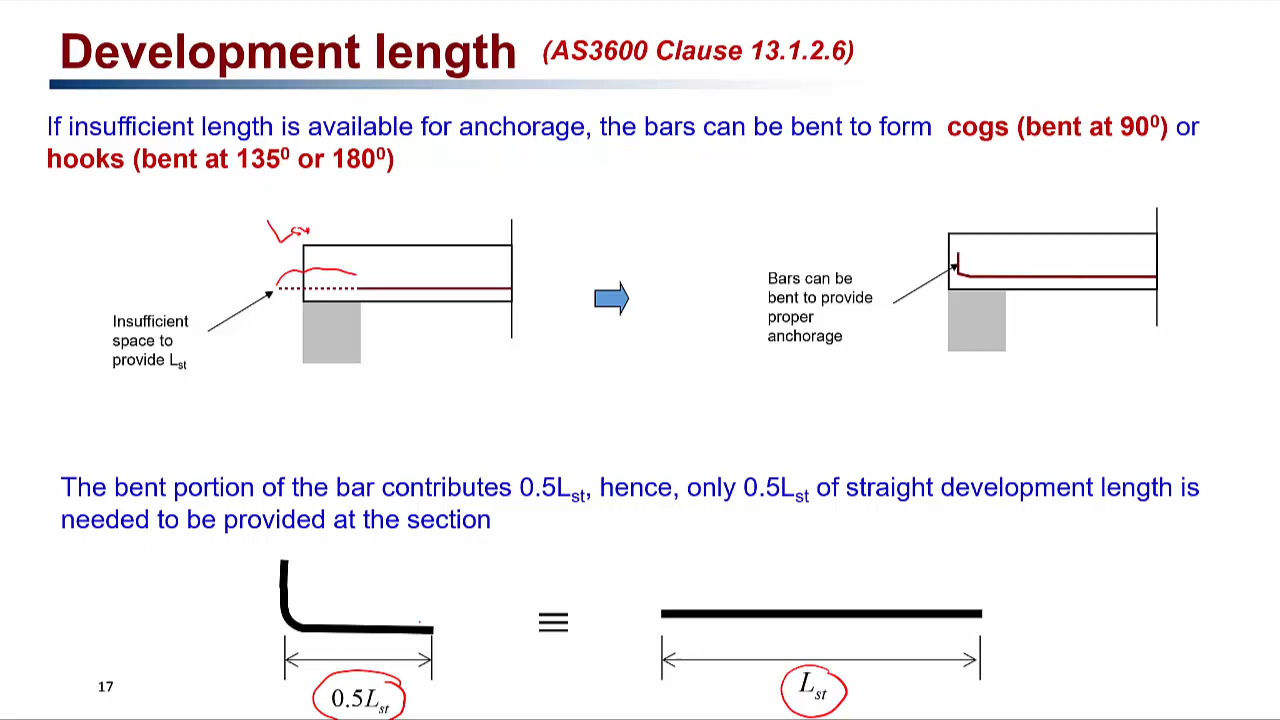 Development length (AS3600 Clause 13.1.2.6)
If insufficient length is available for anchorage, the bars can be bent to form cogs (bent at 90⁰) or
hooks (bent at 135⁰ or 180⁰)
Insufficient
space to
provide Lst
Bars can be
bent to provide
proper
anchorage
The bent portion of the bar contributes 0.5Lst, hence, only 0.5Lst of straight development length is
needed to be provided at the section
≡
0.5Lst
Lst
17